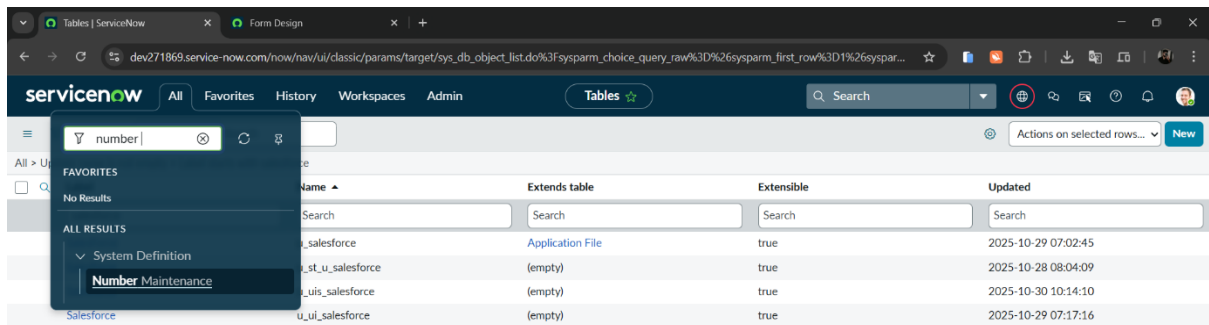 Tables | ServiceNow
Form Design
dev271869.service-now.com/now/nav/ui/classic/params/target/sys_db_object_list.do%3Fsysparm_choice_query_raw%3D%26sysparm_first_row%3D1%26syspar...
servicenow All Favorites History Workspaces Admin Tables Search
number
Actions on selected rows... New
All >
FAVORITES
No Results
ALL RESULTS
System Definition
Number Maintenance
Name Extends table Extensible Updated
Search Search Search Search
u_salesforce Application File true 2025-10-29 07:02:45
u_st_u_salesforce (empty) true 2025-10-28 08:04:09
u_uis_salesforce (empty) true 2025-10-30 10:14:10
Salesforce u_ui_salesforce (empty) true 2025-10-29 07:17:16